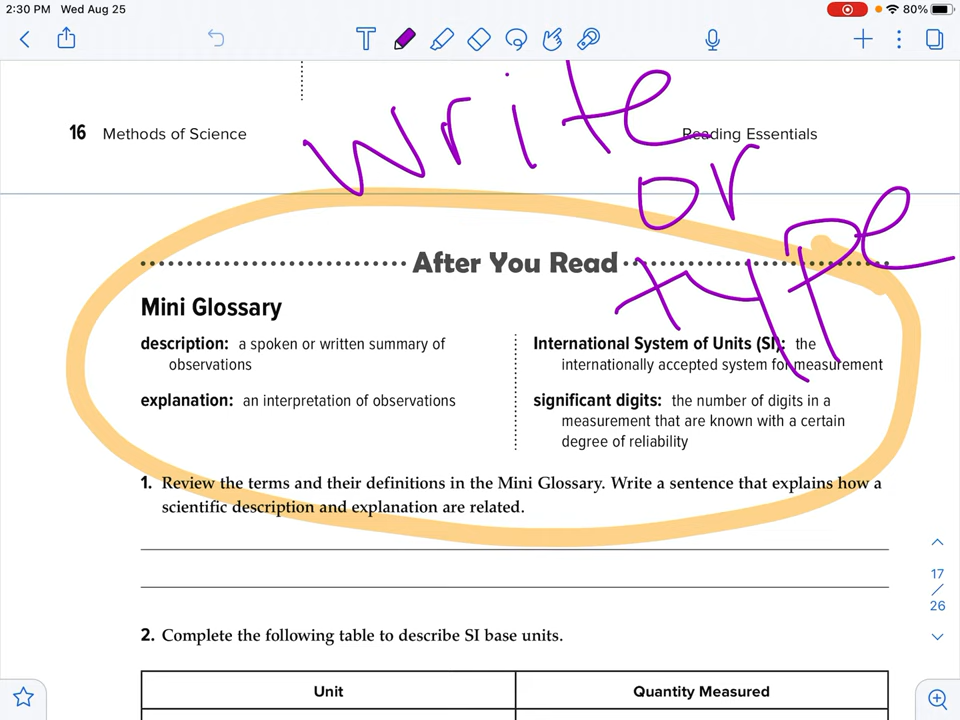 2:30 PM Wed Aug 25
80%
T
write
16 Methods of Science
Reading Essentials
or
type
After You Read
Mini Glossary
description: a spoken or written summary of
observations
explanation: an interpretation of observations
International System of Units (SI): the
internationally accepted system for measurement
significant digits: the number of digits in a
measurement that are known with a certain
degree of reliability
1. Review the terms and their definitions in the Mini Glossary. Write a sentence that explains how a
scientific description and explanation are related.
17
/
26
2. Complete the following table to describe SI base units.
Unit
Quantity Measured